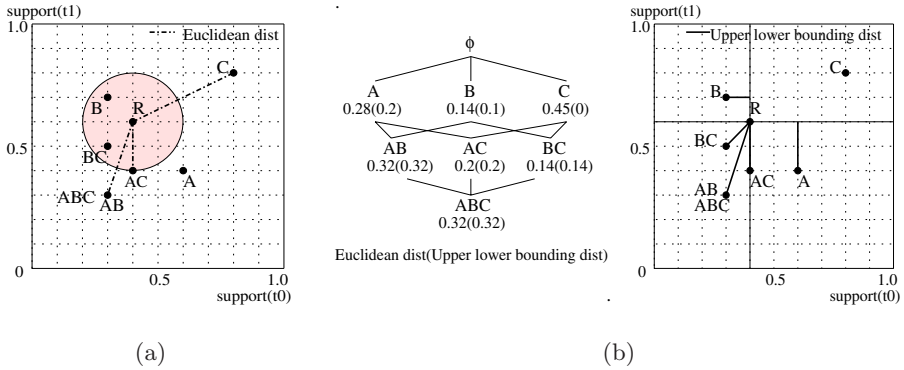 support(t1)
1.0
Euclidean dist
C
B
R
0.5
BC
AC
A
ABC
AB
0
0.5
1.0
support(t0)
(a)
ϕ
A B C
0.28(0.2) 0.14(0.1) 0.45(0)
AB AC BC
0.32(0.32) 0.2(0.2) 0.14(0.14)
ABC
0.32(0.32)
Euclidean dist(Upper lower bounding dist)
support(t1)
1.0
Upper lower bounding dist
C
B
R
0.5
BC
AC
A
AB
ABC
0
0.5
1.0
support(t0)
(b)